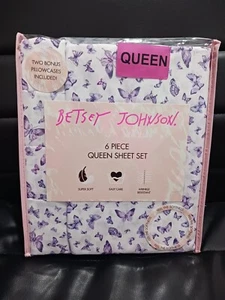 TWO BONUS
PILLOWCASES
INCLUDED!
QUEEN
BETSEY JOHNSON.
6 PIECE
QUEEN SHEET SET
SUPER SOFT
EASY CARE
WRINKLE
RESISTANT